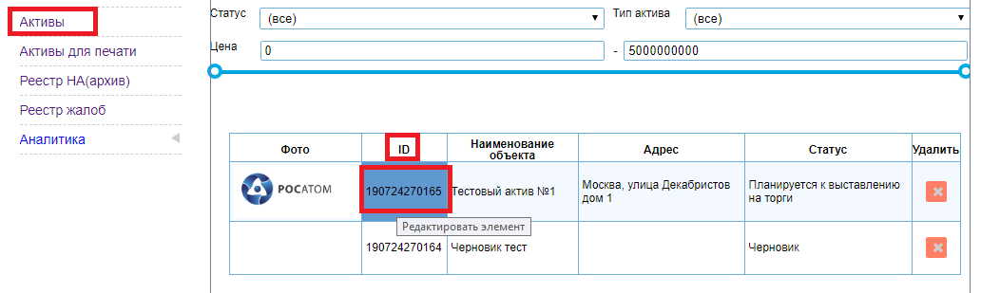 Активы
Активы для печати
Реестр НА(архив)
Реестр жалоб
Аналитика
Статус
(все)
Тип актива
(все)
Цена
0
-
5000000000
Фото
ID
Наименование
объекта
Адрес
Статус
Удалить
РОСАТОМ
190724270165
Тестовый актив №1
Москва, улица Декабристов
дом 1
Планируется к выставлению
на торги
Редактировать элемент
190724270164
Черновик тест
Черновик